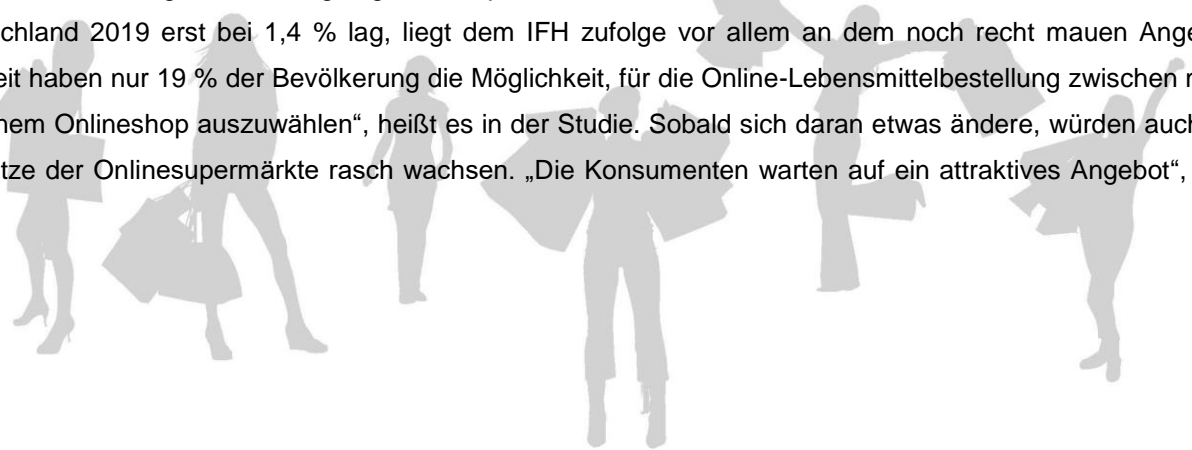 chland 2019 erst bei 1,4 % lag, liegt dem IFH zufolge vor allem an dem noch recht mauen Ange
eit haben nur 19 % der Bevölkerung die Möglichkeit, für die Online-Lebensmittelbestellung zwischen
nem Onlineshop auszuwählen“, heißt es in der Studie. Sobald sich daran etwas ändere, würden auch
tze der Onlinesupermärkte rasch wachsen. „Die Konsumenten warten auf ein attraktives Angebot“,